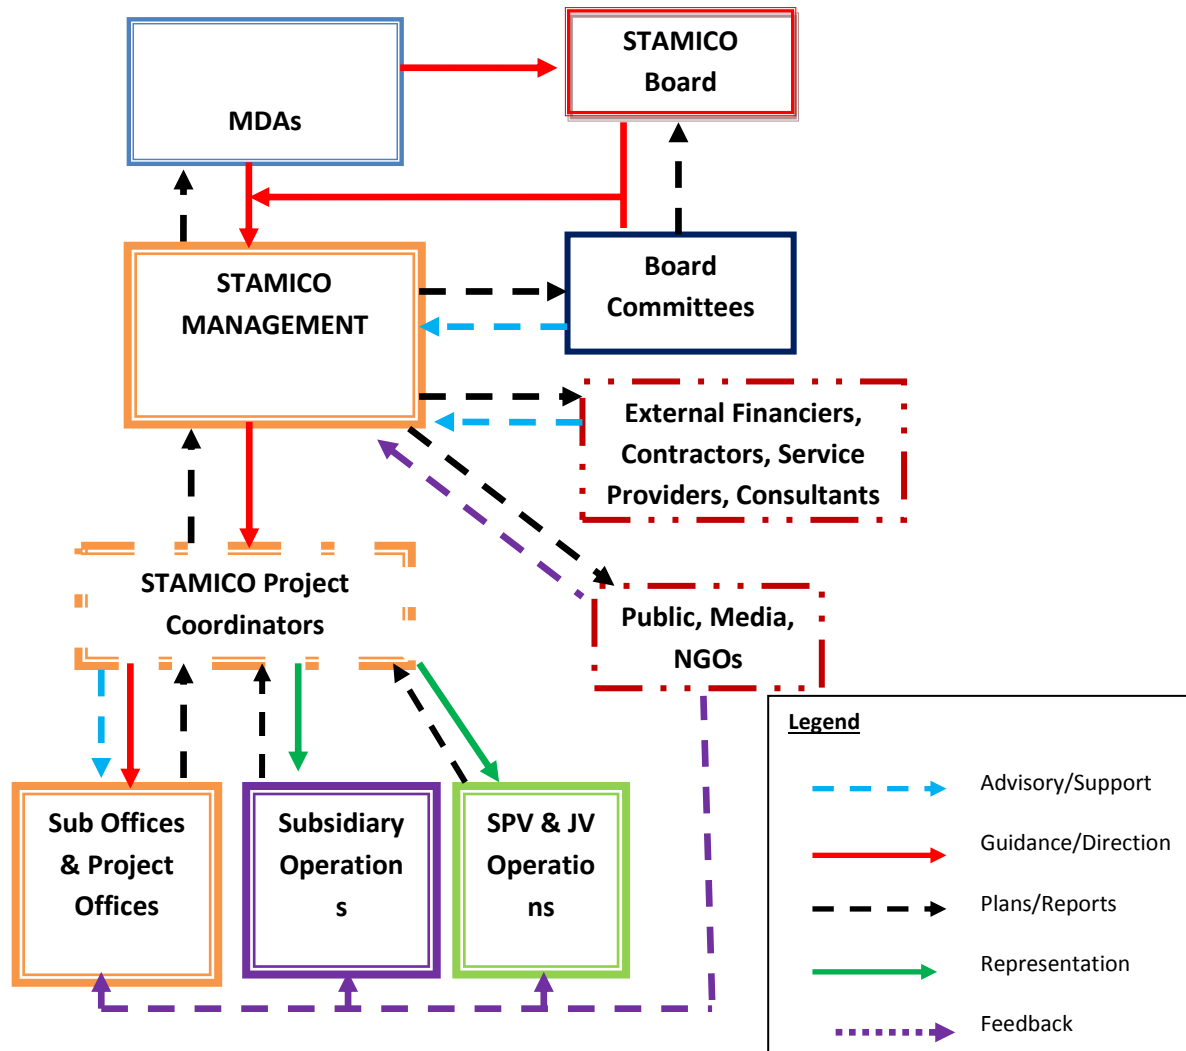 STAMICO
Board
MDAs
STAMICO
MANAGEMENT
Board
Committees
External Financiers,
Contractors, Service
Providers, Consultants
STAMICO Project
Coordinators
Public, Media,
NGOs
Sub Offices
& Project
Offices
Subsidiary
Operation
s
SPV & JV
Operatio
ns
Legend
Advisory/Support
Guidance/Direction
Plans/Reports
Representation
Feedback